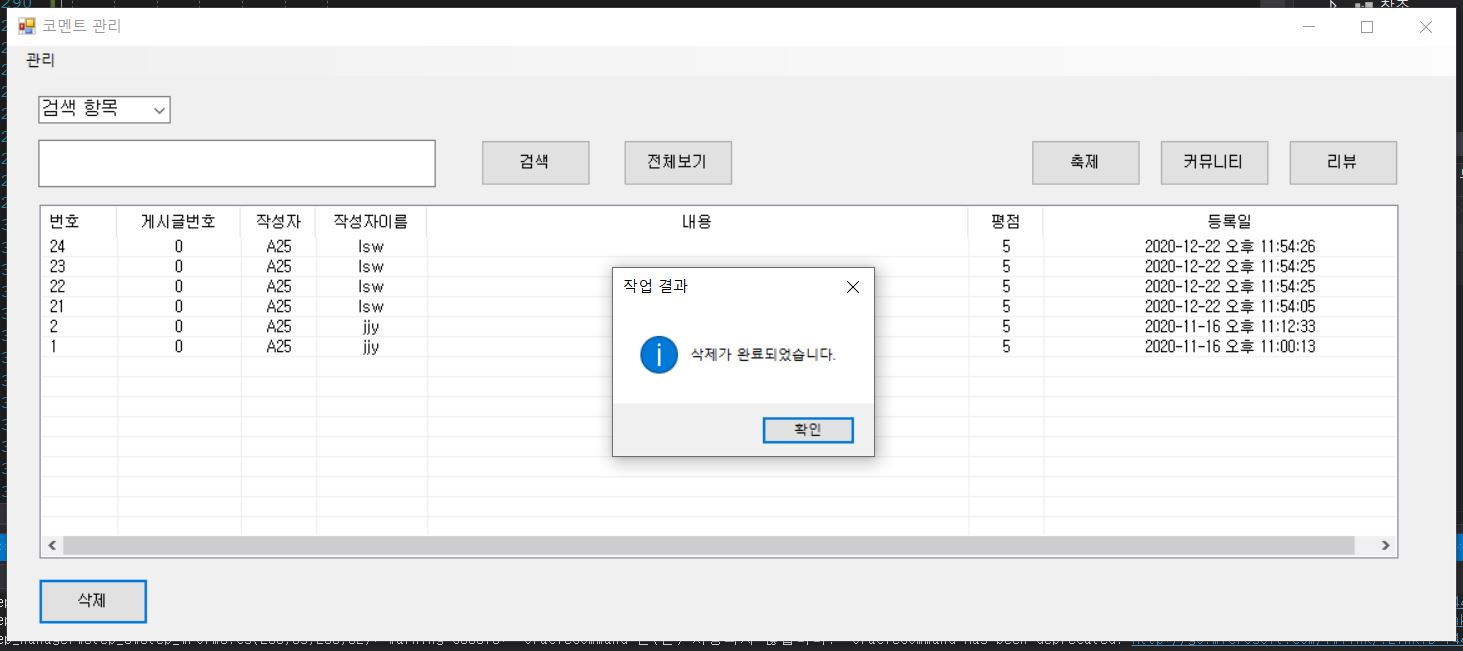 290
참조
코멘트 관리
관리
검색 항목
검색 전체보기 축제 커뮤니티 리뷰
번호 게시글번호 작성자 작성자이름 내용 평점 등록일
24 0 A25 lsw 5 2020-12-22 오후 11:54:26
23 0 A25 lsw 5 2020-12-22 오후 11:54:25
22 0 A25 lsw 5 2020-12-22 오후 11:54:25
21 0 A25 lsw 5 2020-12-22 오후 11:54:05
2 0 A25 jjy 5 2020-11-16 오후 11:12:33
1 0 A25 jjy 5 2020-11-16 오후 11:00:13
작업 결과
삭제가 완료되었습니다.
확인
삭제